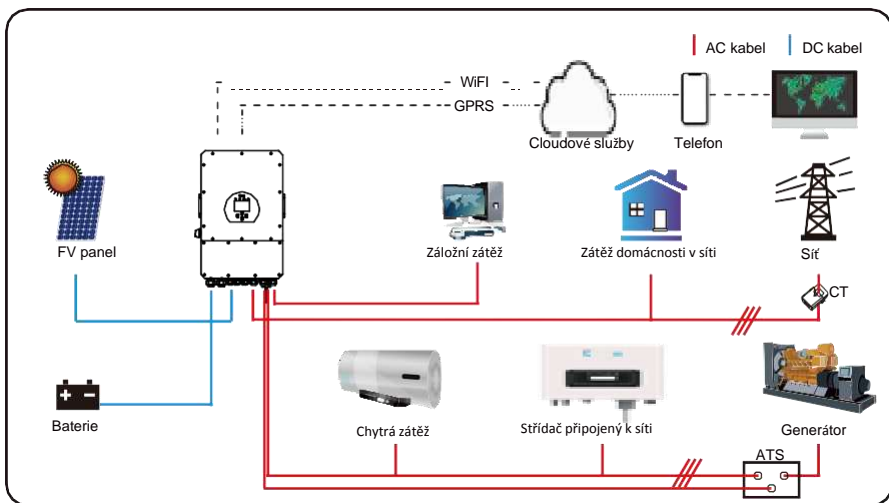 AC kabel
DC kabel
WiFI
GPRS
Cloudové služby
Telefon
FV panel
Záložní zátěž
Zátěž domácnosti v síti
Síť
CT
Baterie
Chytrá zátěž
Střídač připojený k síti
Generátor
ATS